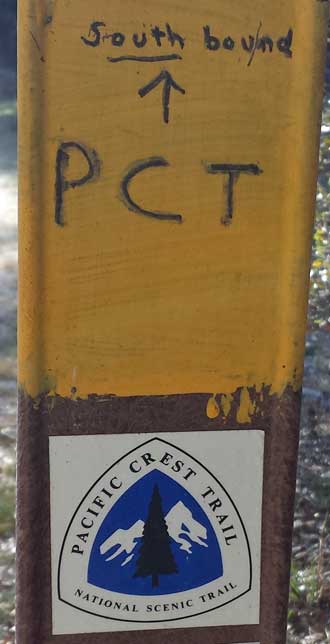 South bound
PCT
PACIFIC CREST TRAIL
NATIONAL SCENIC TRAIL